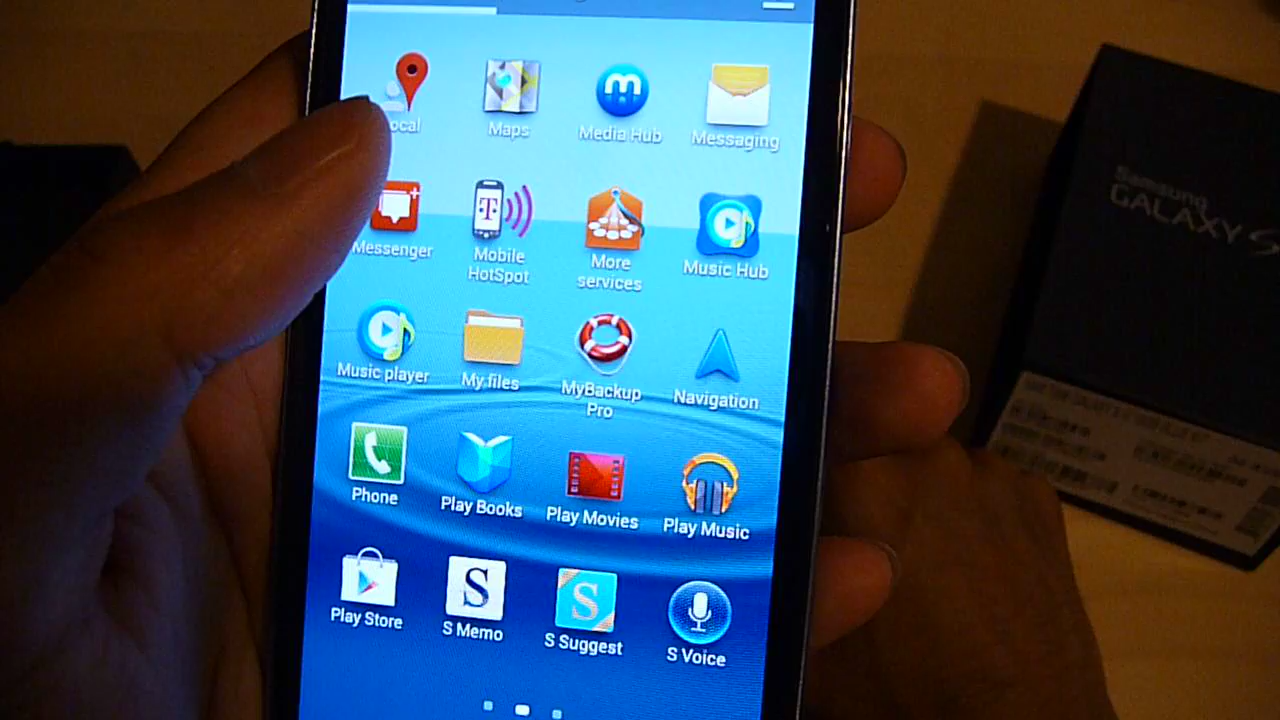 ocal
Maps
Media Hub
Messaging
Messenger
T
Mobile
HotSpot
More
services
Music Hub
Music player
My files
MyBackup
Pro
Navigation
Phone
Play Books
Play Movies
Play Music
Play Store
S
S Memo
S
S Suggest
S Voice
m
Samsung
GALAXY S